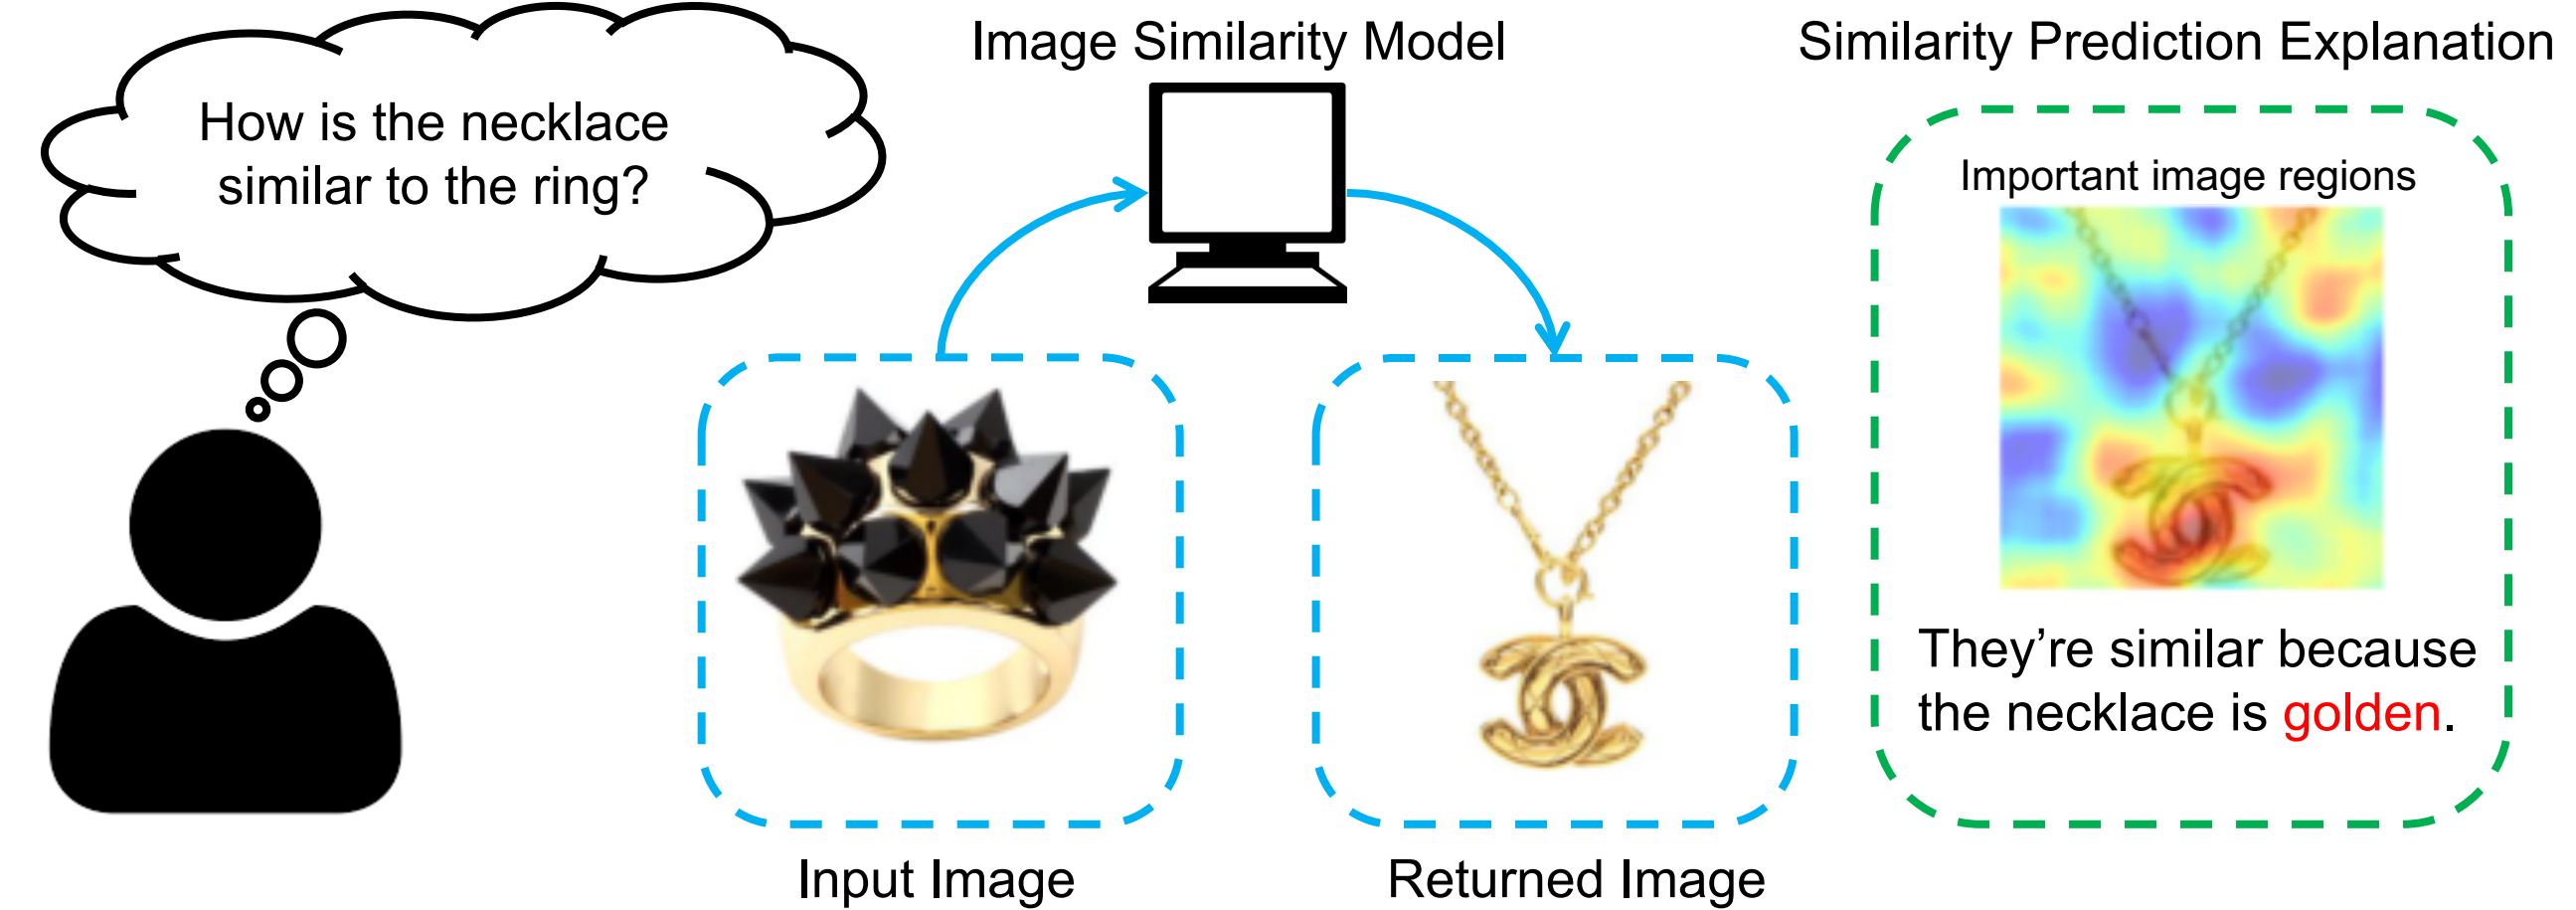 How is the necklace
similar to the ring?
Image Similarity Model
Input Image
Returned Image
Similarity Prediction Explanation
Important image regions
They’re similar because
the necklace is golden.